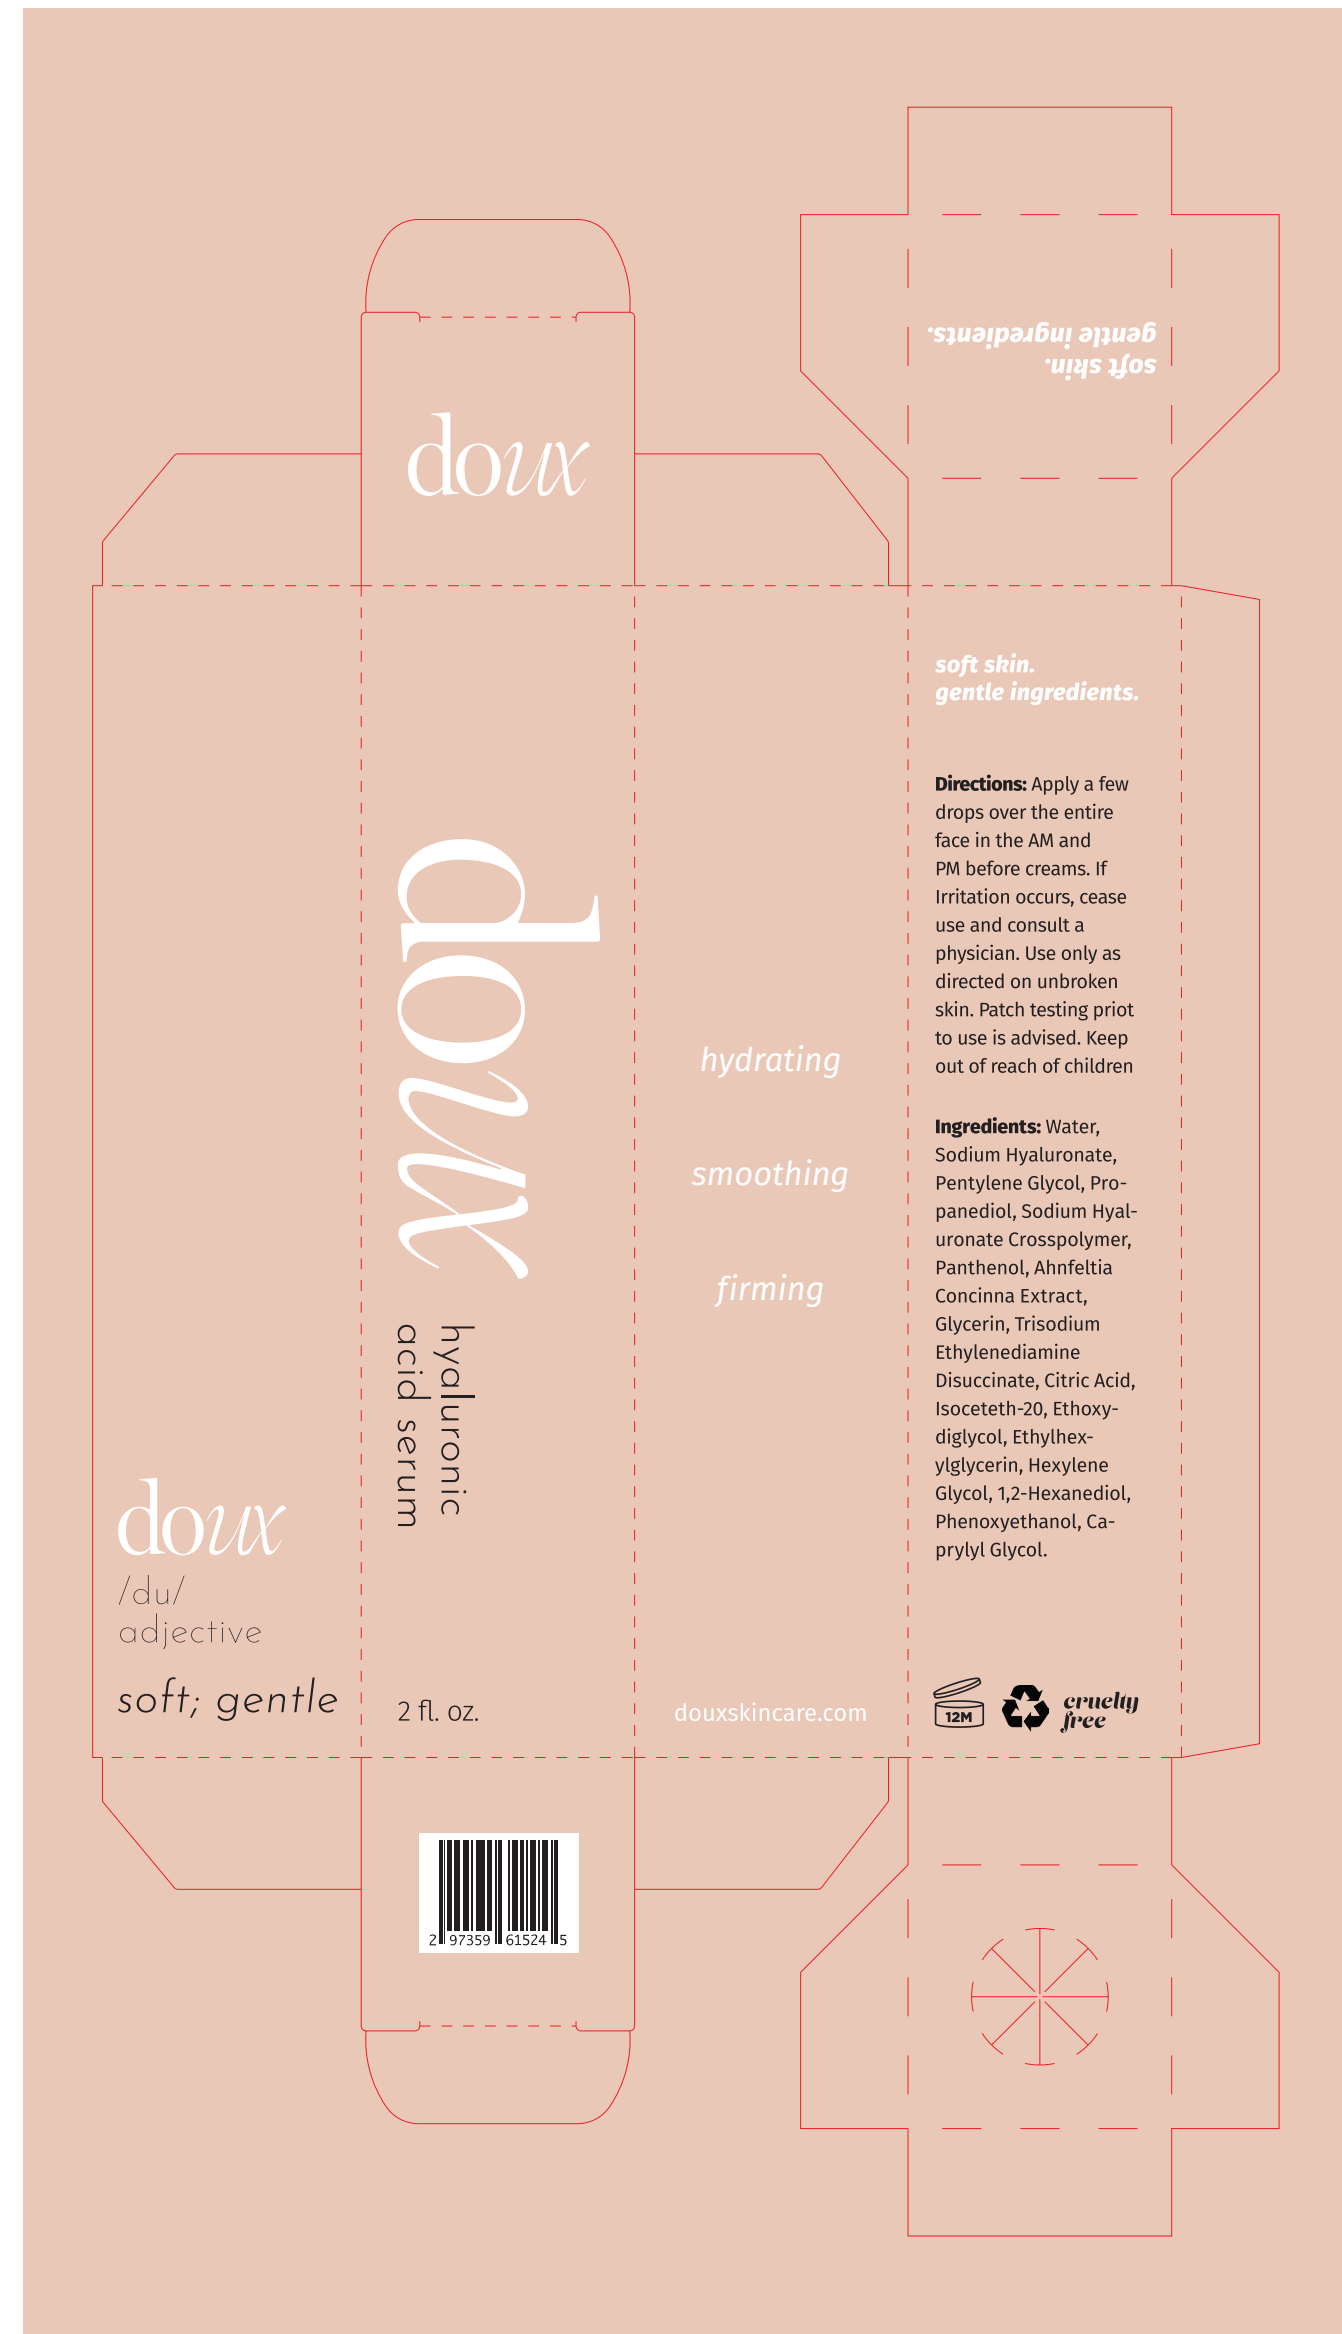 gentle ingredients.
soft skin.
doux
soft skin.
gentle ingredients.
Directions: Apply a few
drops over the entire
face in the AM and
PM before creams. If
Irritation occurs, cease
use and consult a
physician. Use only as
directed on unbroken
skin. Patch testing priot
to use is advised. Keep
out of reach of children
Ingredients: Water,
Sodium Hyaluronate,
Pentylene Glycol, Pro-
panediol, Sodium Hyal-
uronate Crosspolymer,
Panthenol, Ahnfeltia
Concinna Extract,
Glycerin, Trisodium
Ethylenediamine
Disuccinate, Citric Acid,
Isoceteth-20, Ethoxy-
diglycol, Ethylhex-
ylglycerin, Hexylene
Glycol, 1,2-Hexanediol,
Phenoxyethanol, Ca-
prylyl Glycol.
12M
cruelty
free
hydrating
smoothing
firming
douxskincare.com
doux
hyaluronic
acid serum
2 fl. oz.
doux
/du/
adjective
soft; gentle
2 97359 61524 5